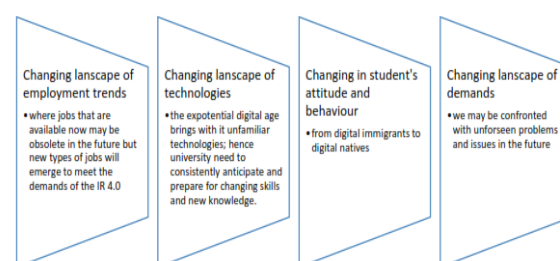 Changing lanscape of
employment trends
•where jobs that are
available now may be
obsolete in the future but
new types of jobs will
emerge to meet the
demands of the IR 4.0
Changing lanscape of
technologies
•the expotential digital age
brings with it unfamiliar
technologies; hence
university need to
consistently anticipate and
prepare for changing skills
and new knowledge.
Changing in student's
attitude and
behaviour
•from digital immigrants to
digital natives
Changing lanscape of
demands
•we may be confronted
with unforseen problems
and issues in the future